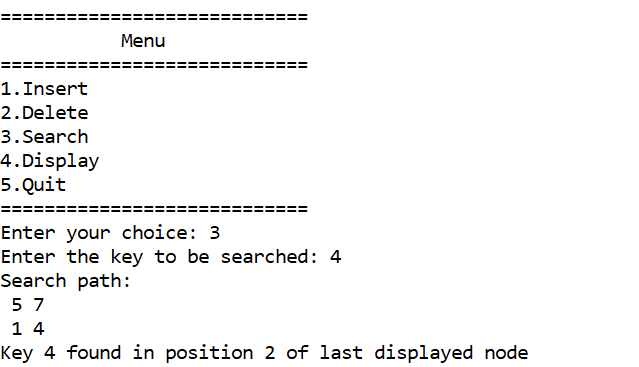 ============================
           Menu
============================
1.Insert
2.Delete
3.Search
4.Display
5.Quit
============================
Enter your choice: 3
Enter the key to be searched: 4
Search path:
 5 7
 1 4
Key 4 found in position 2 of last displayed node